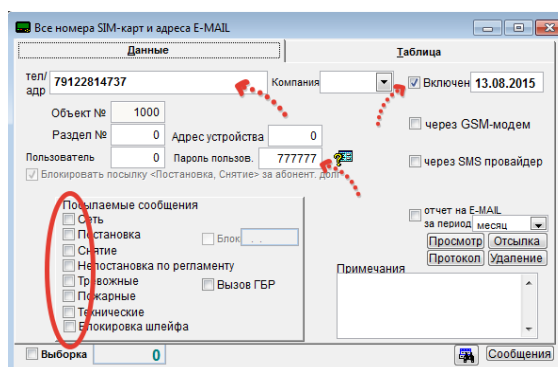 Все номера SIM-карт и адреса E-MAIL
Данные Таблица
тел/адр 79122814737 Компания Включен 13.08.2015
Объект № 1000
через GSM-модем
Раздел № 0 Адрес устройства 0
Пользователь 0 Пароль пользов. 777777
через SMS провайдер
Блокировать посылку <Постановка, Снятие> за абонент. долг
Посылаемые сообщения
Сеть
отчет на E-MAIL
за период месяц
Постановка Блок . .
Просмотр Отсылка
Снятие
Протокол Удаление
Непостановка по регламенту
Примечания
Тревожные Вызов ГБР
Пожарные
Технические
Блокировка шлейфа
Выборка 0 Сообщения